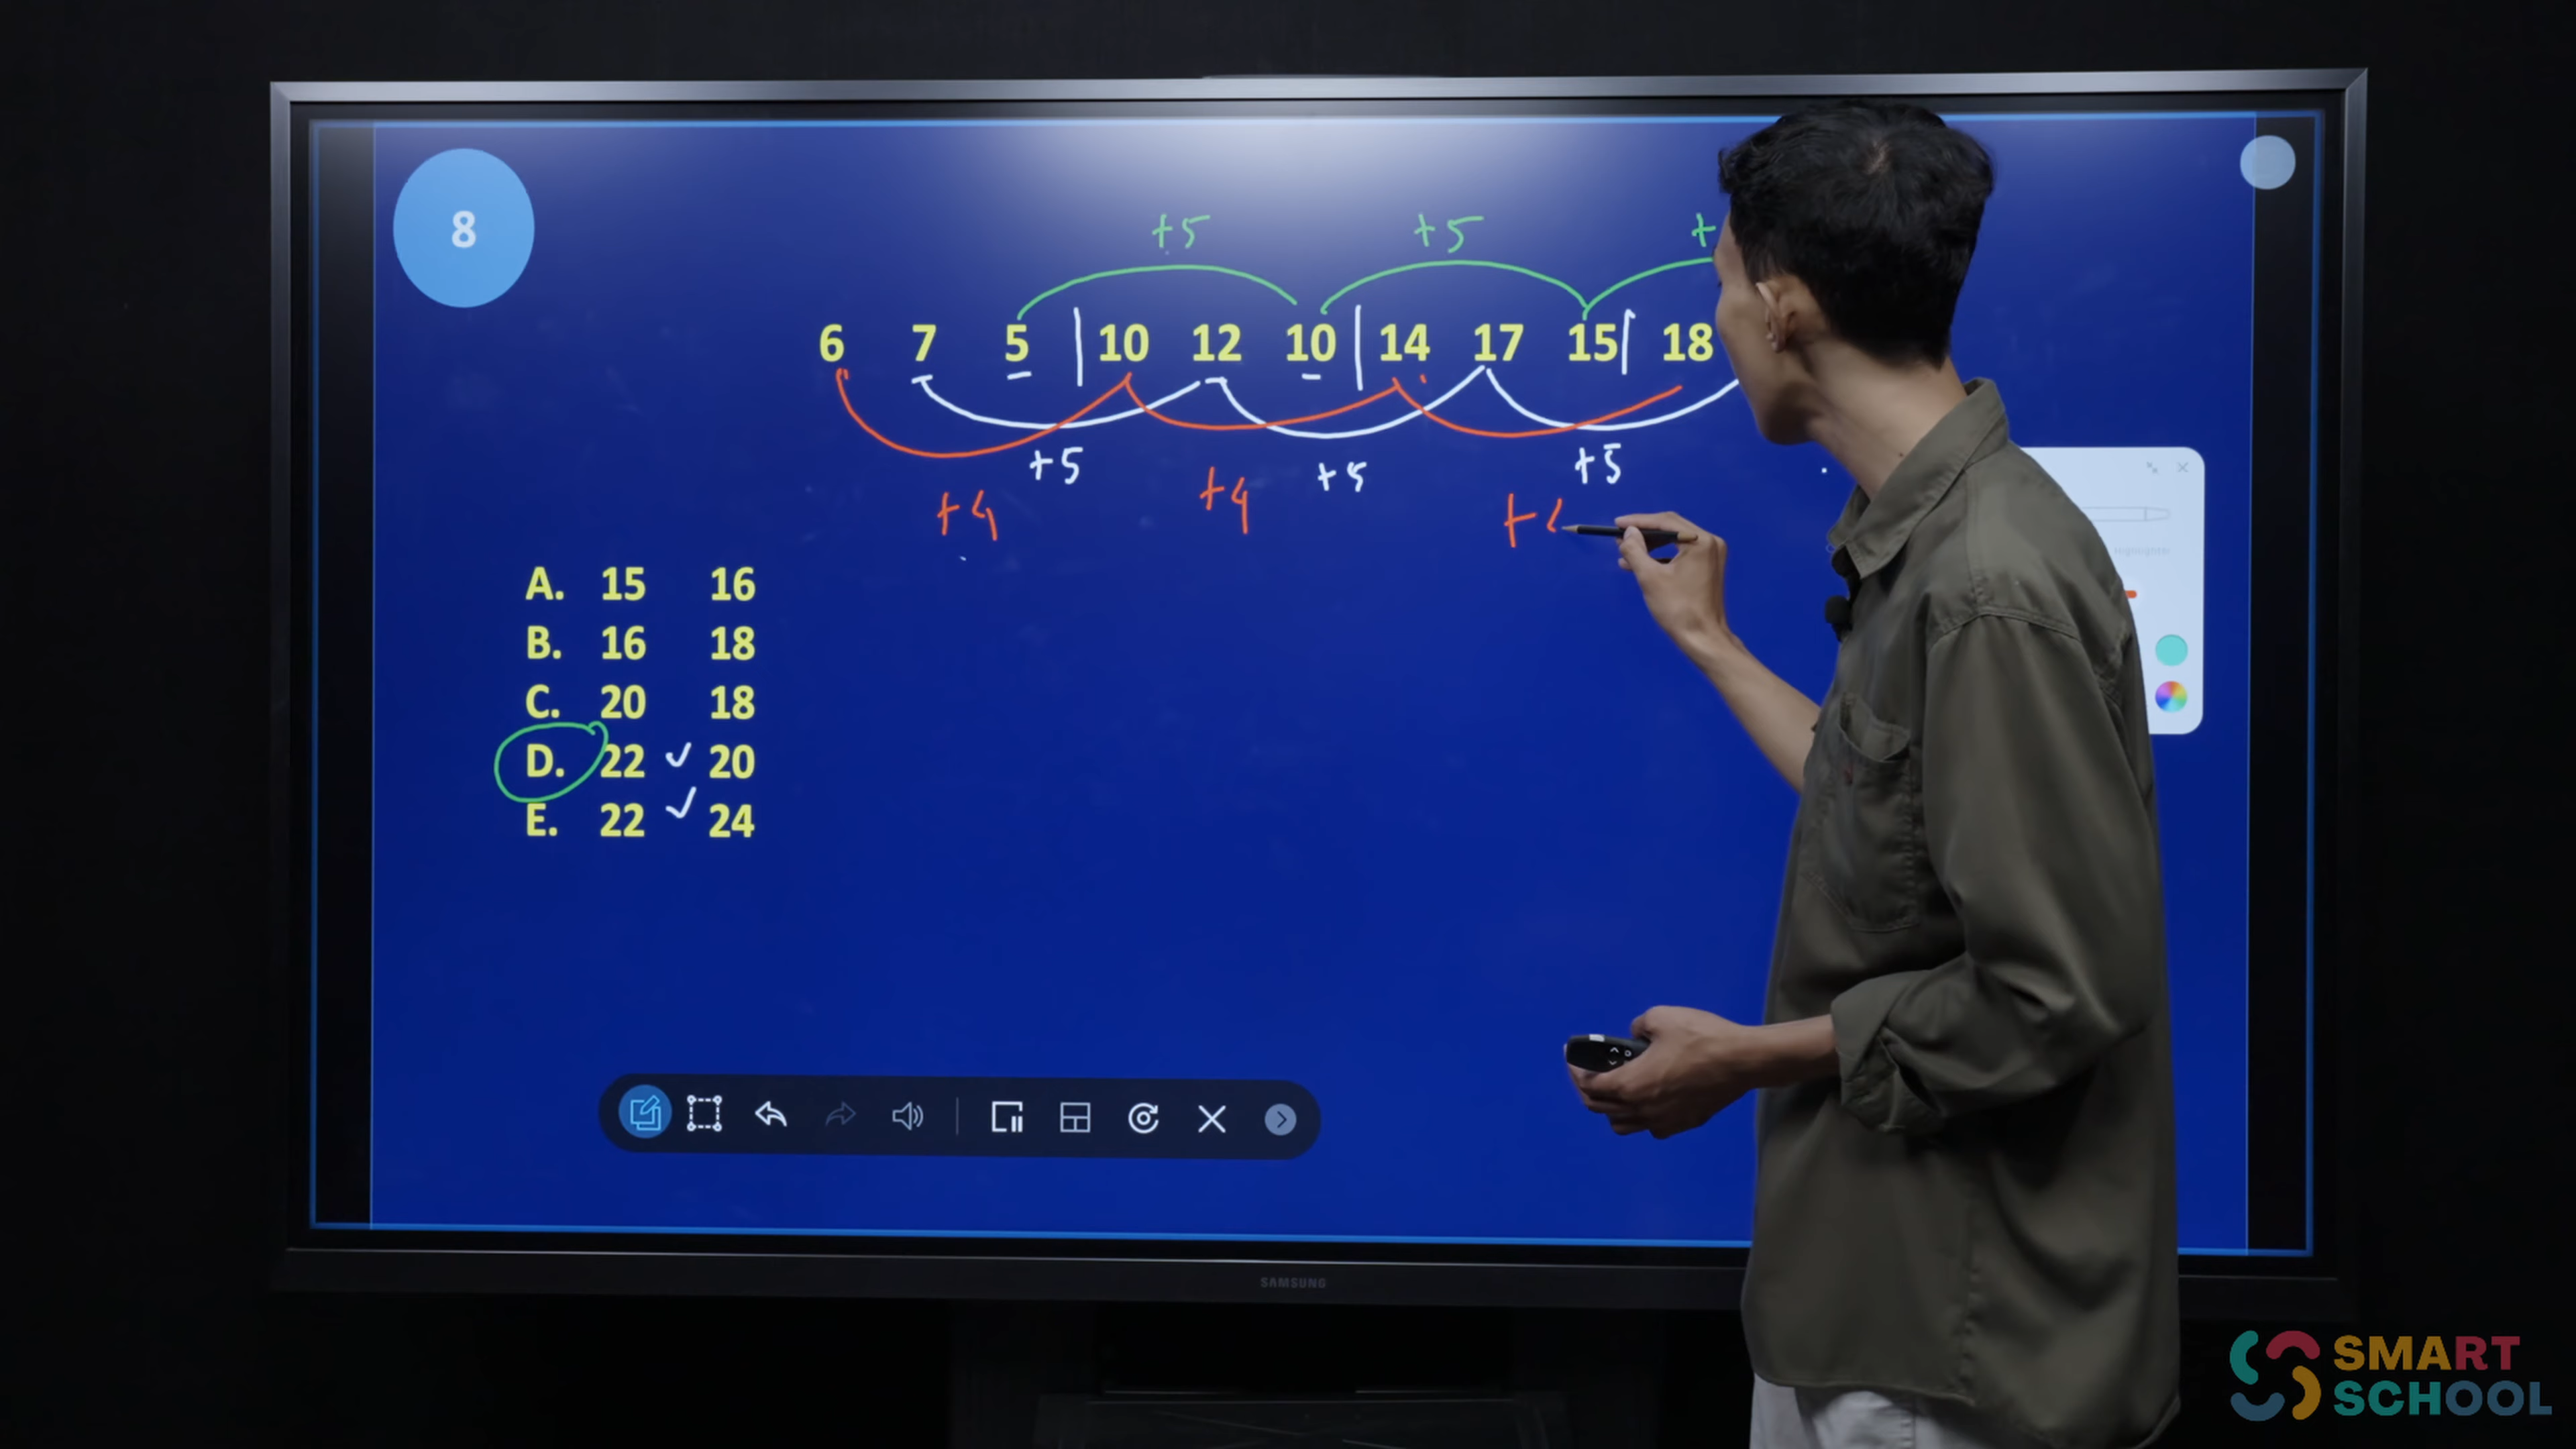 8
+5 +5 +
6 7 5 10 12 10 14 17 15 18
+5 +5 +5
+4 +4 +
A. 15 16
B. 16 18
C. 20 18
D. 22 20
E. 22 24
SAMSUNG
SMART
SCHOOL